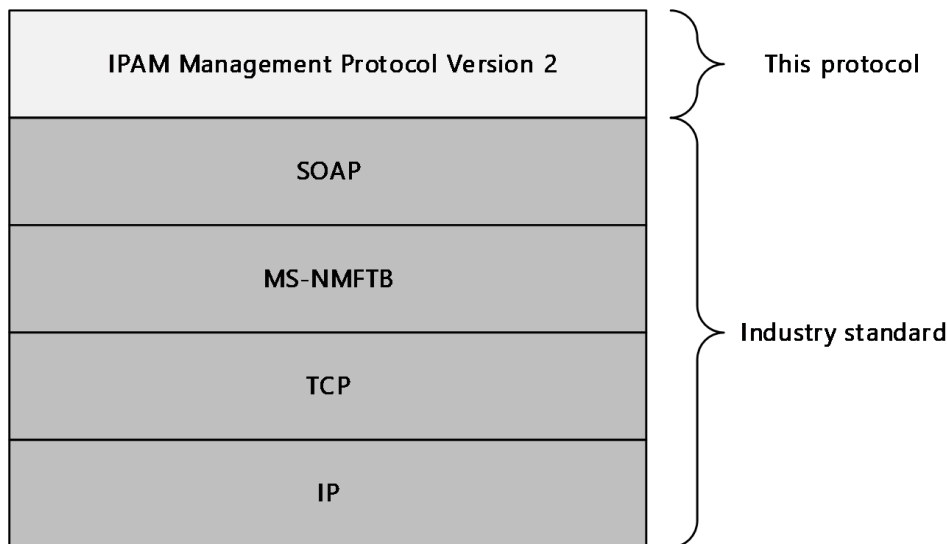 IPAM Management Protocol Version 2
This protocol
SOAP
MS-NMFTB
Industry standard
TCP
IP